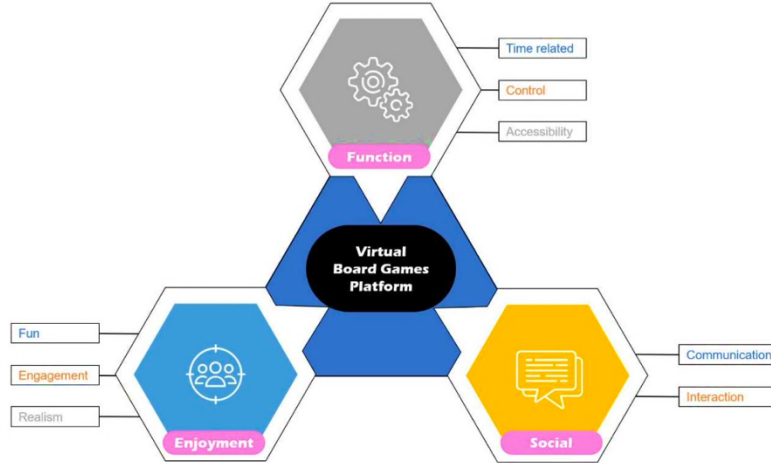 Time related
Control
Accessibility
Function
Virtual
Board Games
Platform
Fun
Engagement
Realism
Enjoyment
Communication
Interaction
Social